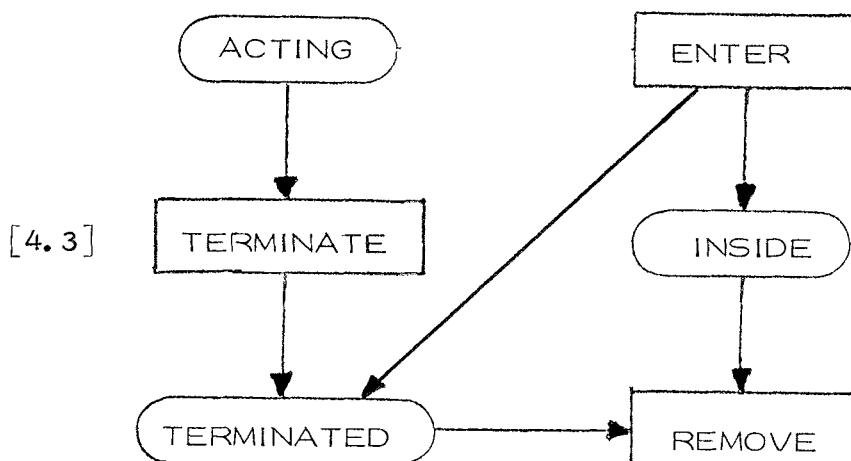 ACTING
ENTER
[4.3]
TERMINATE
INSIDE
TERMINATED
REMOVE